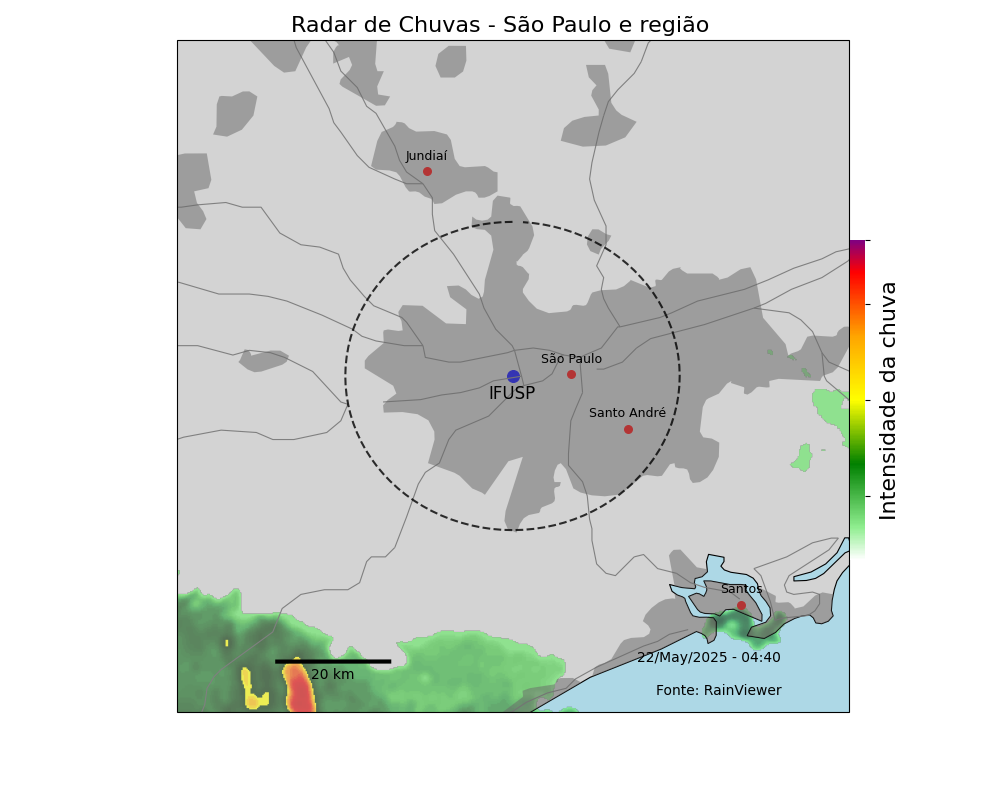 Radar de Chuvas - São Paulo e região
Jundiaí
São Paulo
IFUSP
Santo André
Intensidade da chuva
Santos
22/May/2025 - 04:40
20 km
Fonte: RainViewer